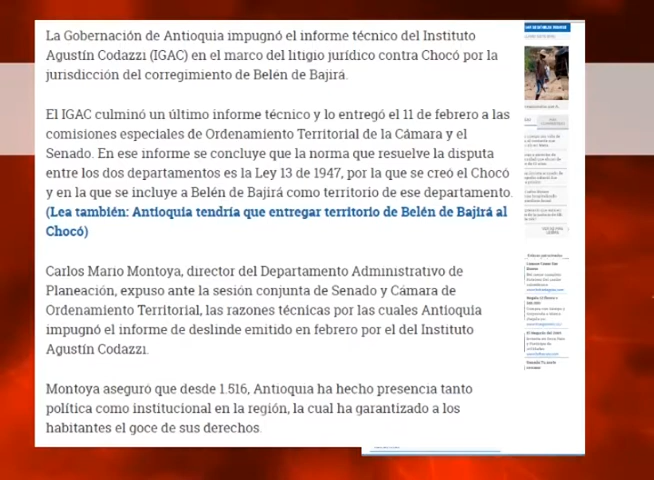 La Gobernación de Antioquia impugnó el informe técnico del Instituto
Agustín Codazzi (IGAC) en el marco del litigio jurídico contra Chocó por la
jurisdicción del corregimiento de Belén de Bajirá.
El IGAC culminó un último informe técnico y lo entregó el 11 de febrero a las
comisiones especiales de Ordenamiento Territorial de la Cámara y el
Senado. En ese informe se concluye que la norma que resuelve la disputa
entre los dos departamentos es la Ley 13 de 1947, por la que se creó el Chocó
y en la que se incluye a Belén de Bajirá como territorio de ese departamento.
(Lea también: Antioquia tendría que entregar territorio de Belén de Bajirá al
Chocó)
Carlos Mario Montoya, director del Departamento Administrativo de
Planeación, expuso ante la sesión conjunta de Senado y Cámara de
Ordenamiento Territorial, las razones técnicas por las cuales Antioquia
impugnó el informe de deslinde emitido en febrero por el del Instituto
Agustín Codazzi.
Montoya aseguró que desde 1.516, Antioquia ha hecho presencia tanto
política como institucional en la región, la cual ha garantizado a los
habitantes el goce de sus derechos.